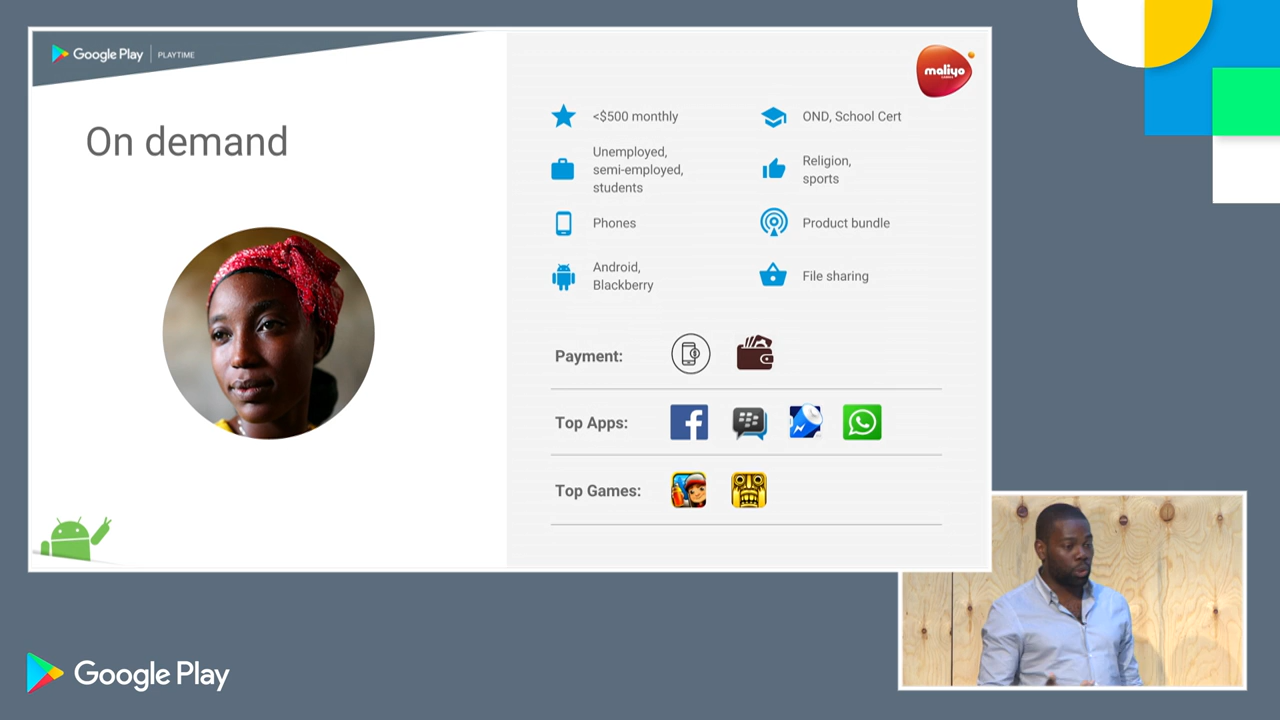 Google Play | PLAYTIME
maliyo
On demand
<$500 monthly
OND, School Cert
Unemployed,
semi-employed,
students
Religion,
sports
Phones
Product bundle
Android,
Blackberry
File sharing
Payment:
Top Apps:
Top Games:
Google Play